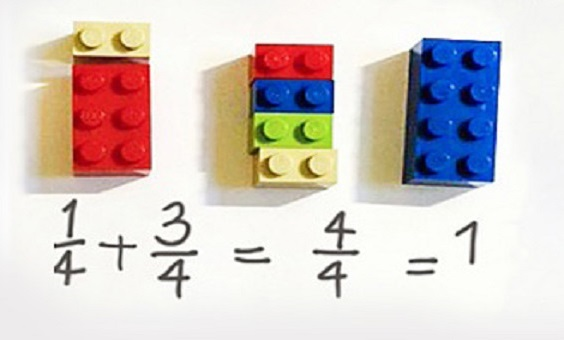 1/4 + 3/4 = 4/4 = 1